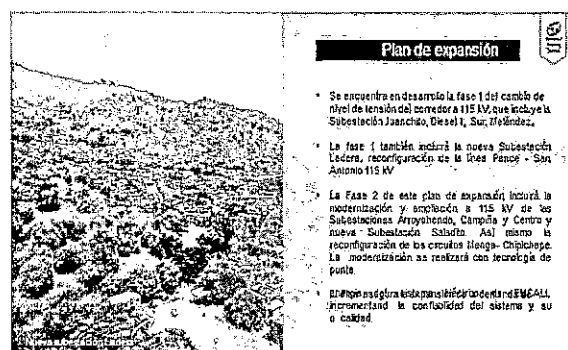 Plan de expansión
• Se encuentra en desarrollo la fase 1 del cambio de
nivel de tensión del corredor a 115 kV, que incluye la
Subestación Juanchito, Diesel I, Sur, Meléndez.
• La fase 1 también incluirá la nueva Subestación
Ladera, reconfiguración de la línea Pance - San
Antonio 115 kV
• La Fase 2 de este plan de expansión incluirá la
modernización y ampliación a 115 kV de las
Subestaciones Arroyohondo, Campiña y Centro y
nueva Subestación Saladito. Así mismo la
reconfiguración de los circuitos Menga- Chipichape.
La modernización se realizará con tecnología de
punta.
EMCALI,
incrementand la confiabilidad del sistema y su
o calidad.
Nueva subestación Ladera